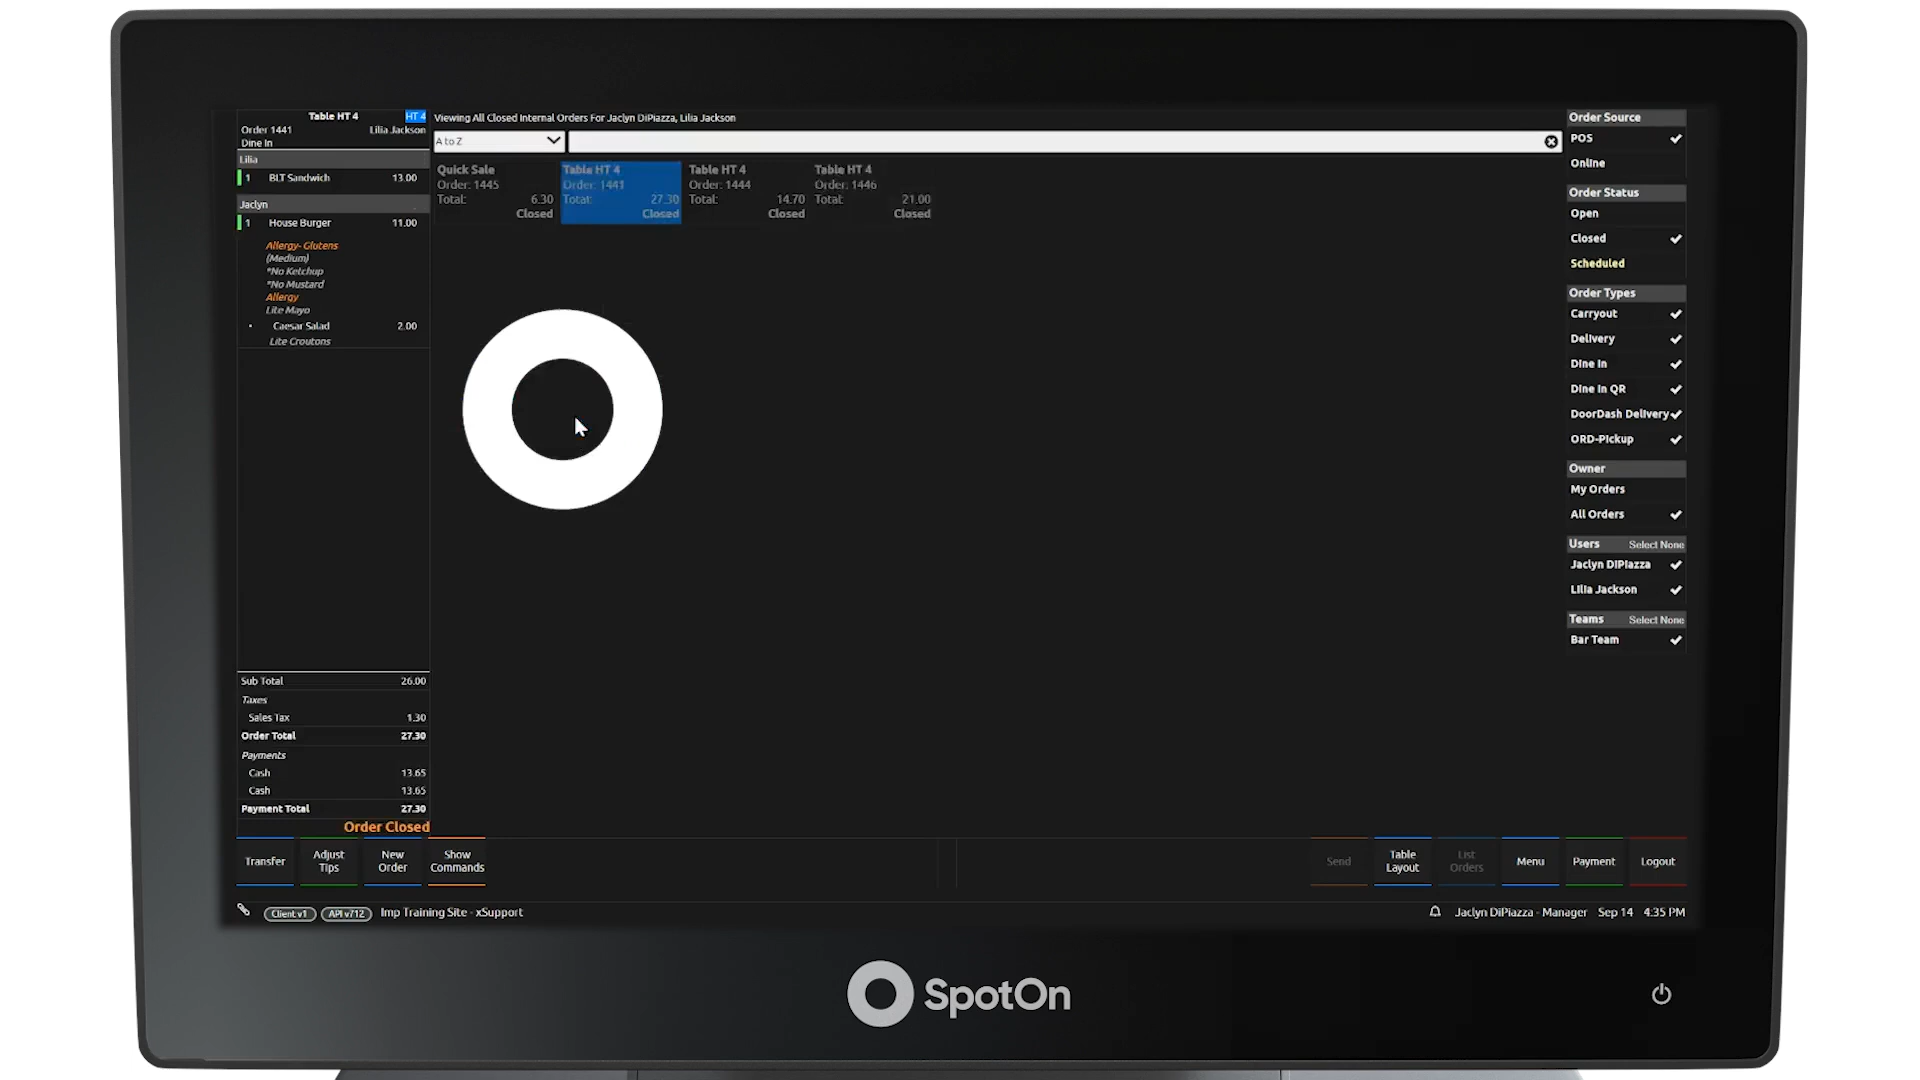 Table HT 4 HT 4
Order 1441 Lilia Jackson
Dine In
Lilia
1 BLT Sandwich 13.00
Jaclyn
1 House Burger 11.00
Allergy- Glutens
(Medium)
*No Ketchup
*No Mustard
Allergy
Lite Mayo
• Caesar Salad 2.00
Lite Croutons
Sub Total 26.00
Taxes
Sales Tax 1.30
Order Total 27.30
Payments
Cash 13.65
Cash 13.65
Payment Total 27.30
Order Closed
Viewing All Closed Internal Orders For Jaclyn DiPiazza, Lilia Jackson
A to Z
Quick Sale
Order: 1445
Total: 6.30
Closed
Table HT 4
Order: 1441
Total: 27.30
Closed
Table HT 4
Order: 1444
Total: 14.70
Closed
Table HT 4
Order: 1446
Total: 21.00
Closed
Order Source
POS
Online
Order Status
Open
Closed
Scheduled
Order Types
Carryout
Delivery
Dine In
Dine In QR
DoorDash Delivery
ORD-Pickup
Owner
My Orders
All Orders
Users Select None
Jaclyn DiPiazza
Lilia Jackson
Teams Select None
Bar Team
Transfer
Adjust
Tips
New
Order
Show
Commands
Send
Table
Layout
List
Orders
Menu
Payment
Logout
Client v1 API v712 Imp Training Site - xSupport
Jaclyn DiPiazza - Manager Sep 14 4:35 PM
SpotOn